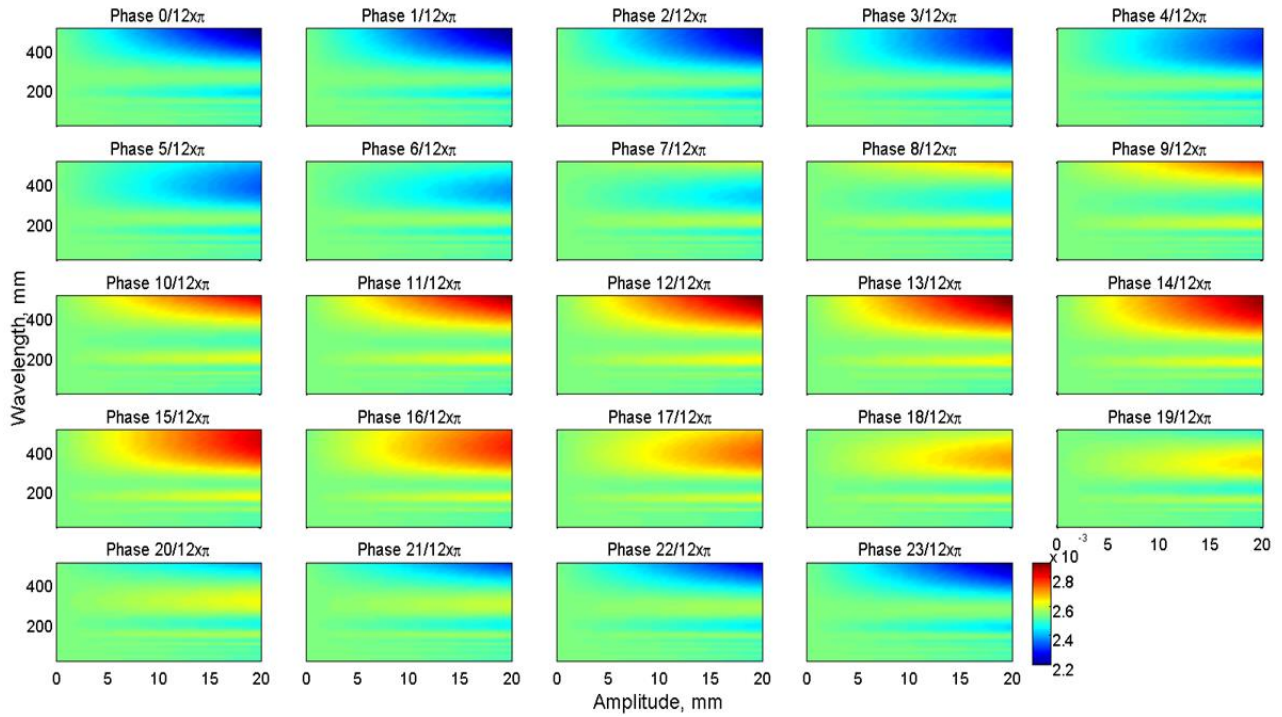 Phase 0/12xπ Phase 1/12xπ Phase 2/12xπ Phase 3/12xπ Phase 4/12xπ
400
200
Phase 5/12xπ Phase 6/12xπ Phase 7/12xπ Phase 8/12xπ Phase 9/12xπ
400
200
Wavelength, mm
Phase 10/12xπ Phase 11/12xπ Phase 12/12xπ Phase 13/12xπ Phase 14/12xπ
400
200
Phase 15/12xπ Phase 16/12xπ Phase 17/12xπ Phase 18/12xπ Phase 19/12xπ
400
200
0 5 10 15 20
Phase 20/12xπ Phase 21/12xπ Phase 22/12xπ Phase 23/12xπ
x 10 -3
400
200
2.8
2.6
2.4
2.2
0 5 10 15 20 0 5 10 15 20 0 5 10 15 20 0 5 10 15 20
Amplitude, mm